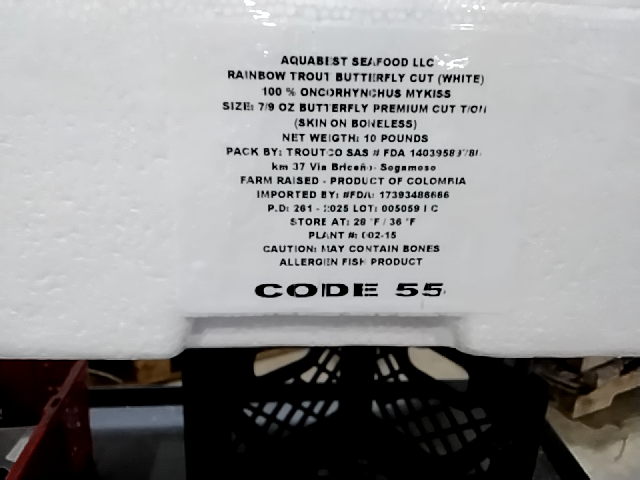 AQUABEST SEAFOOD LLC
RAINBOW TROUT BUTTERFLY CUT (WHITE)
100 % ONCORHYNCHUS MYKISS
SIZE: 7/9 OZ BUTTERFLY PREMIUM CUT T/ON
(SKIN ON BONELESS)
NET WEIGTH: 10 POUNDS
PACK BY: TROUTCO SAS # FDA
km 37 Via Briceño- Sogamoso
FARM RAISED - PRODUCT OF COLOMBIA
IMPORTED BY: #FDA: 17393486686
P.D: 261 - 2025 LOT: 005059
STORE AT: 28 °F / 36 °F
PLANT #: 002-15
CAUTION: MAY CONTAIN BONES
ALLERGEN FISH PRODUCT
CODE 55